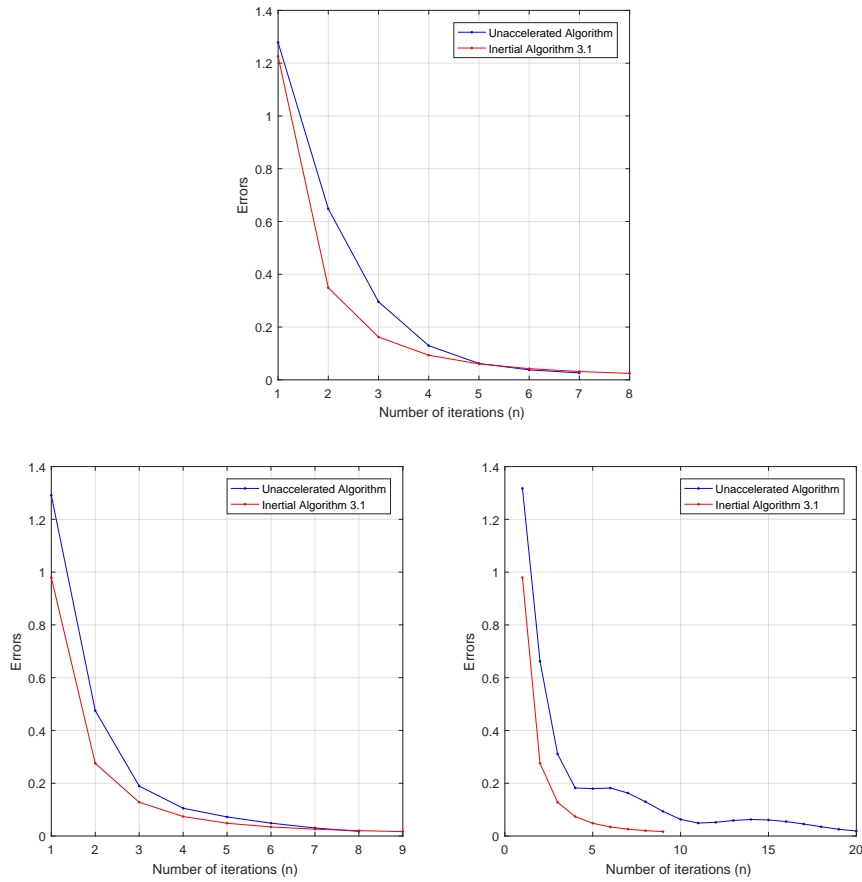 1.4
1.2
1
0.8
0.6
0.4
0.2
0
Errors
Unaccelerated Algorithm
Inertial Algorithm 3.1
1 2 3 4 5 6 7 8
Number of iterations (n)
1.4
1.2
1
0.8
0.6
0.4
0.2
0
Errors
Unaccelerated Algorithm
Inertial Algorithm 3.1
1 2 3 4 5 6 7 8 9
Number of iterations (n)
1.4
1.2
1
0.8
0.6
0.4
0.2
0
Errors
Unaccelerated Algorithm
Inertial Algorithm 3.1
0 5 10 15 20
Number of iterations (n)